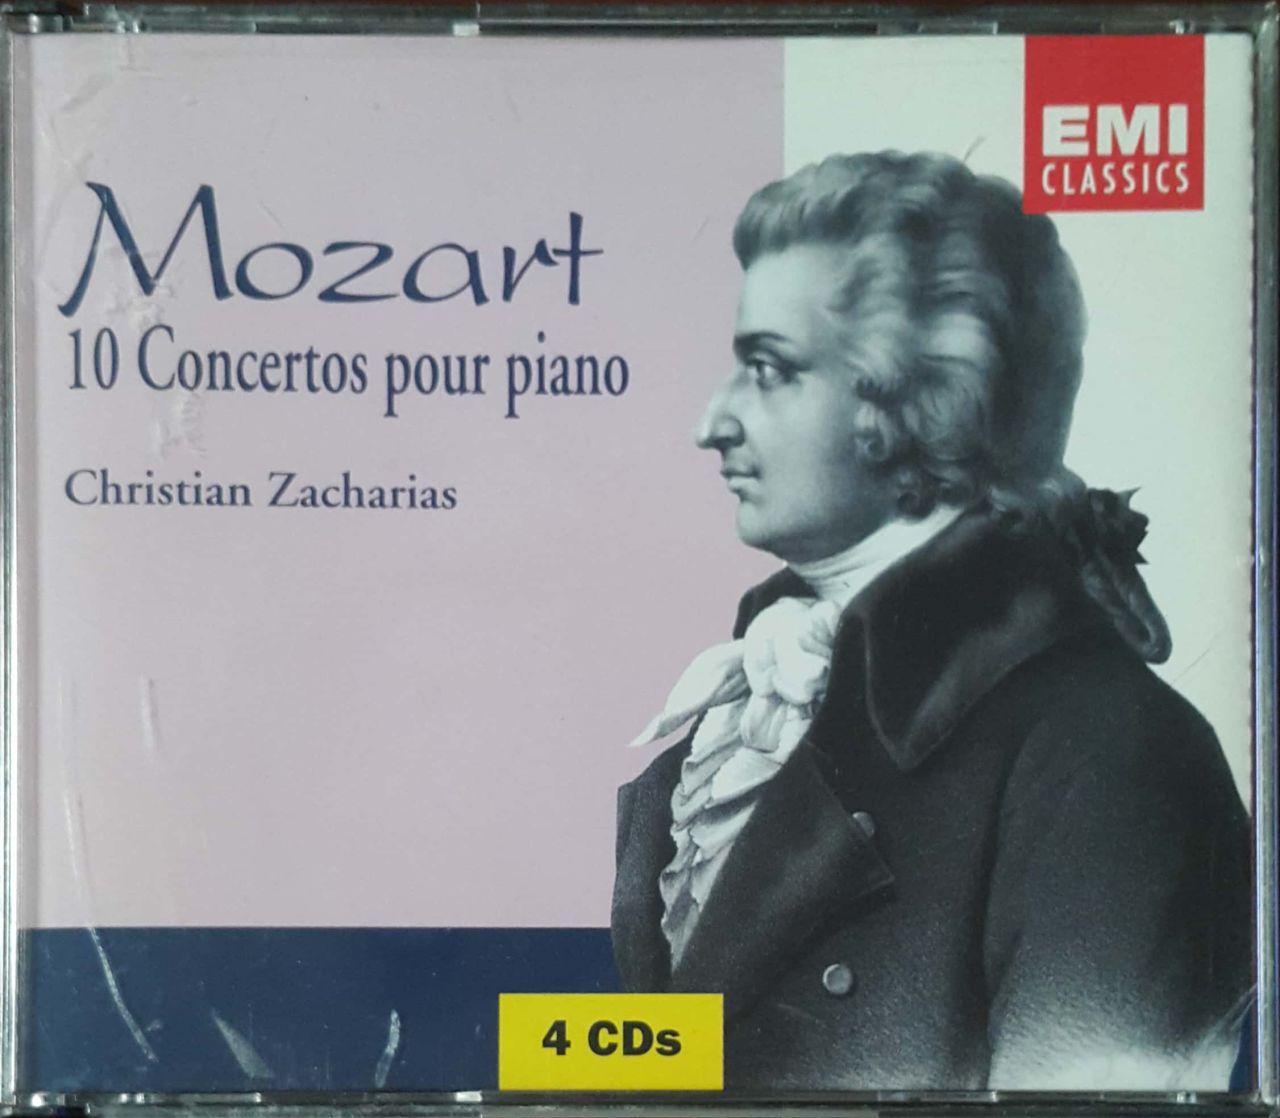 EMI
CLASSICS
Mozart
10 Concertos pour piano
Christian Zacharias
4 CDs